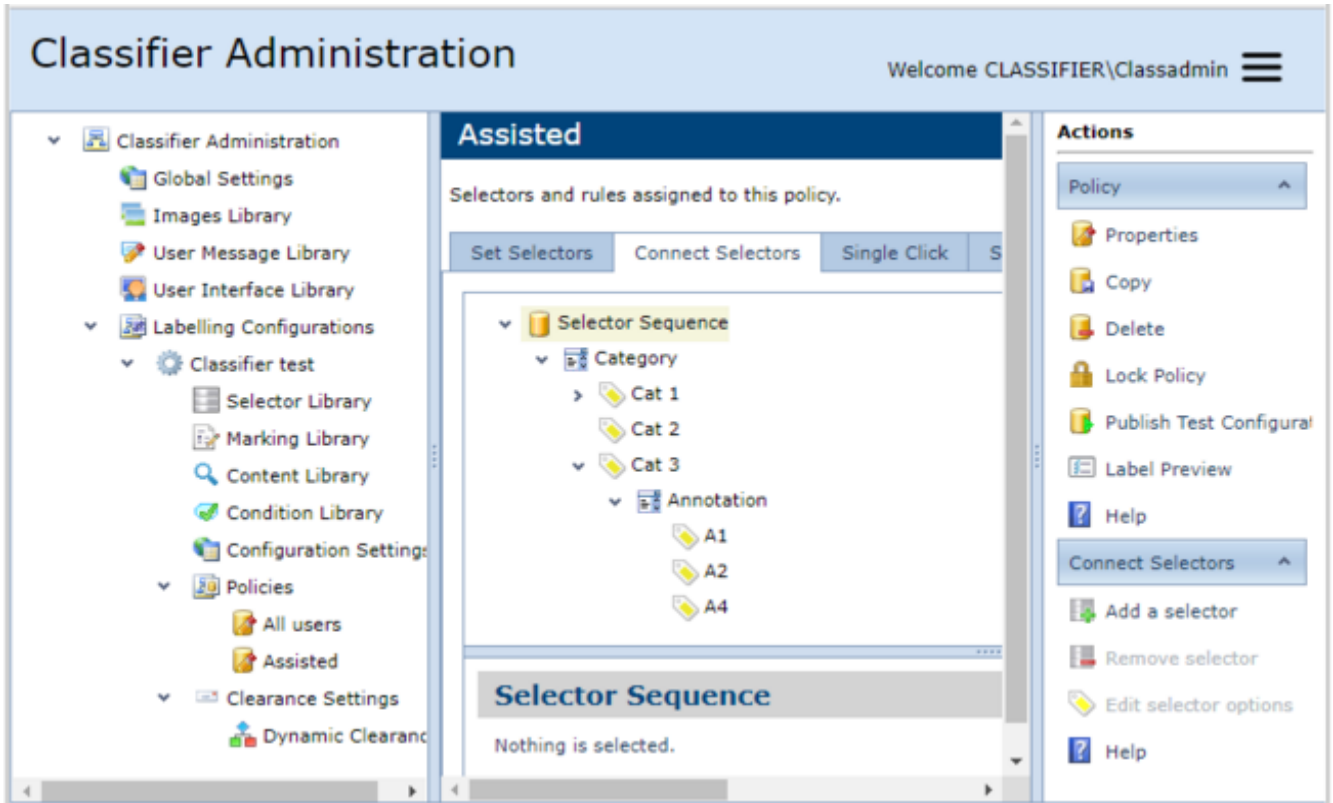 Classifier Administration
Welcome CLASSIFIER\Classadmin
Classifier Administration
Global Settings
Images Library
User Message Library
User Interface Library
Labelling Configurations
Classifier test
Selector Library
Marking Library
Content Library
Condition Library
Configuration Settings
Policies
All users
Assisted
Clearance Settings
Dynamic Clearanc
Assisted
Selectors and rules assigned to this policy.
Set Selectors Connect Selectors Single Click S
Selector Sequence
Category
Cat 1
Cat 2
Cat 3
Annotation
A1
A2
A4
Selector Sequence
Nothing is selected.
Actions
Policy
Properties
Copy
Delete
Lock Policy
Publish Test Configurat
Label Preview
Help
Connect Selectors
Add a selector
Remove selector
Edit selector options
Help